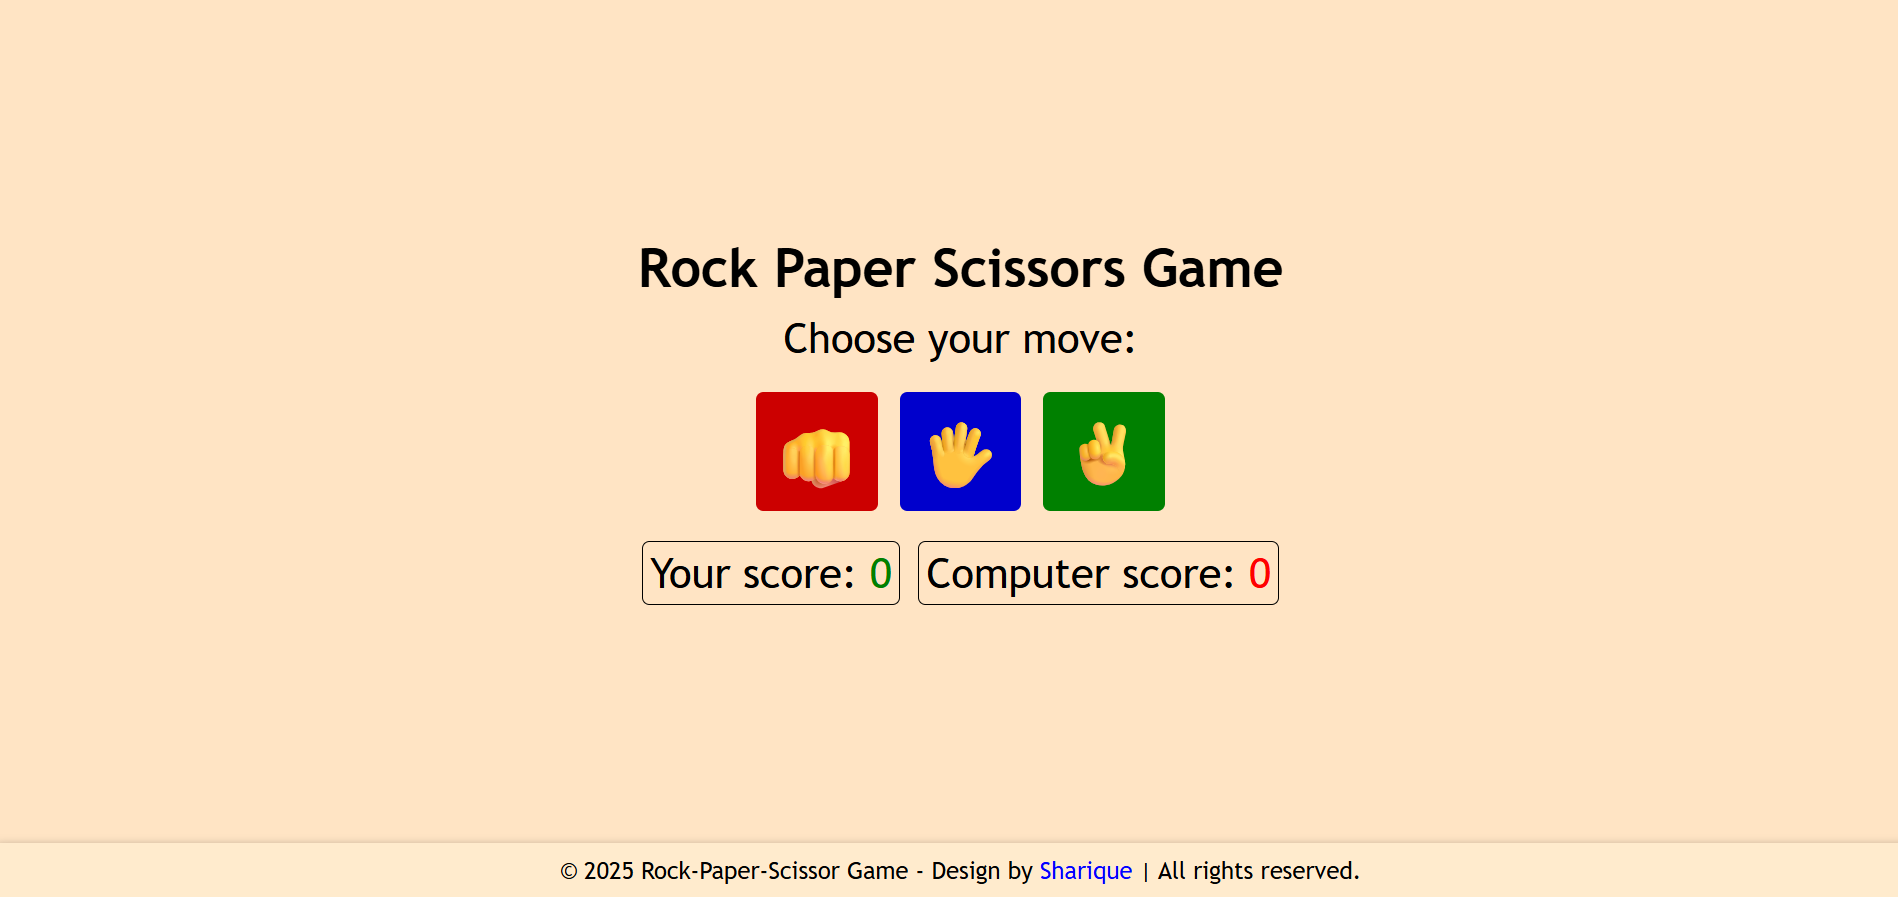 Rock Paper Scissors Game
Choose your move:
Your score: 0 Computer score: 0
© 2025 Rock-Paper-Scissor Game - Design by Sharique | All rights reserved.